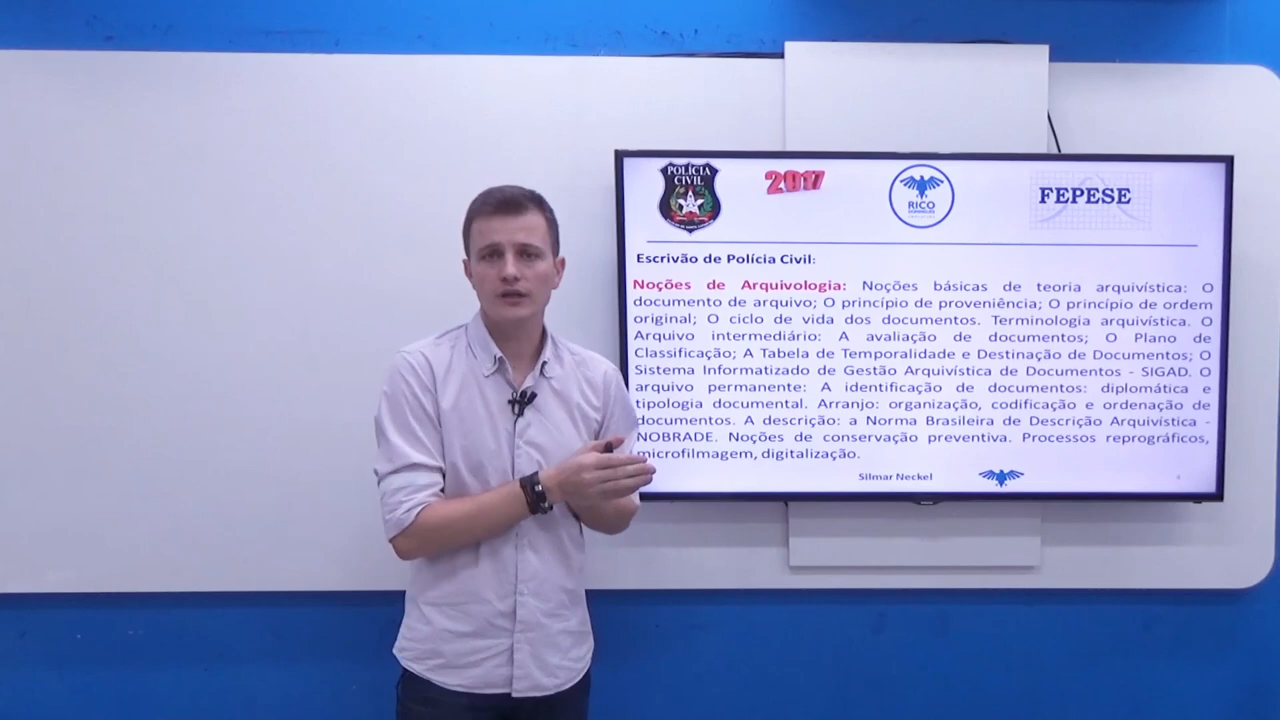 POLÍCIA
CIVIL
2017
RICO
FEPESE
Escrivão de Polícia Civil:
Noções de Arquivologia: Noções básicas de teoria arquivística: O
documento de arquivo; O princípio de proveniência; O princípio de ordem
original; O ciclo de vida dos documentos. Terminologia arquivística. O
Arquivo intermediário: A avaliação de documentos; O Plano de
Classificação; A Tabela de Temporalidade e Destinação de Documentos; O
Sistema Informatizado de Gestão Arquivística de Documentos - SIGAD. O
arquivo permanente: A identificação de documentos: diplomática e
tipologia documental. Arranjo: organização, codificação e ordenação de
documentos. A descrição: a Norma Brasileira de Descrição Arquivística -
NOBRADE. Noções de conservação preventiva. Processos reprográficos,
microfilmagem, digitalização.
Silmar Neckel
4